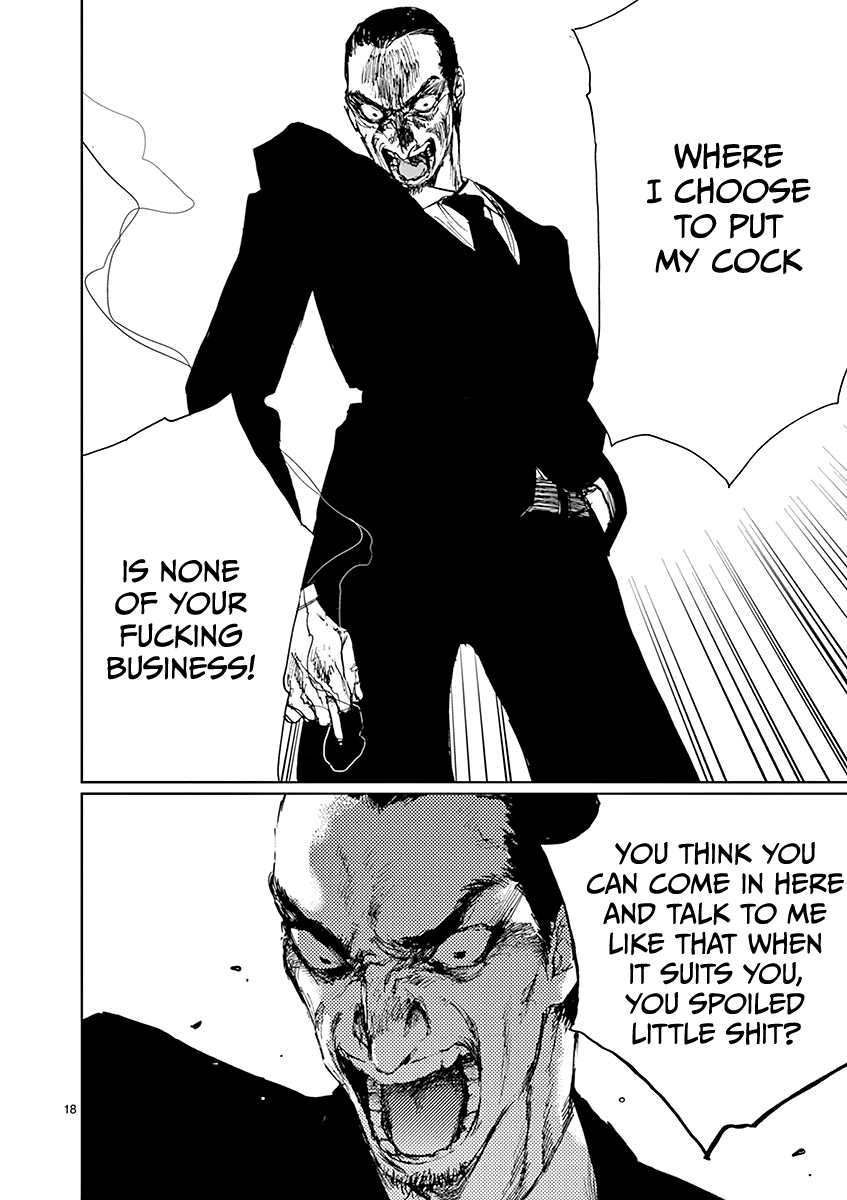 WHERE
I CHOOSE
TO PUT
MY COCK
IS NONE
OF YOUR
FUCKING
BUSINESS!
YOU THINK YOU
CAN COME IN HERE
AND TALK TO ME
LIKE THAT WHEN
IT SUITS YOU,
YOU SPOILED
LITTLE SHIT?
18